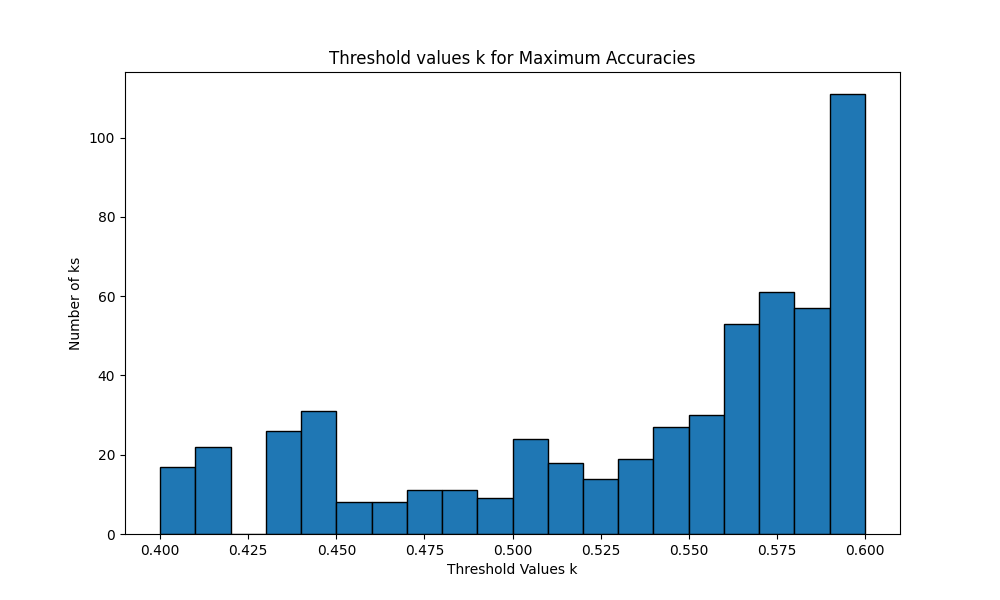 Threshold values k for Maximum Accuracies
Number of ks
100
80
60
40
20
0
0.400 0.425 0.450 0.475 0.500 0.525 0.550 0.575 0.600
Threshold Values k